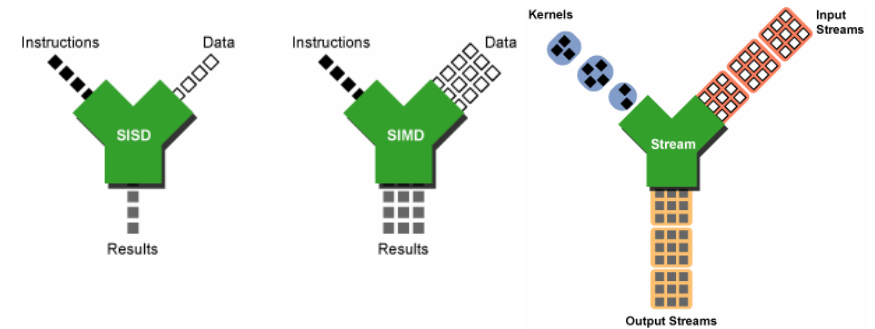 Instructions
Data
SISD
Results
Instructions
Data
SIMD
Results
Kernels
Input
Streams
Stream
Output Streams